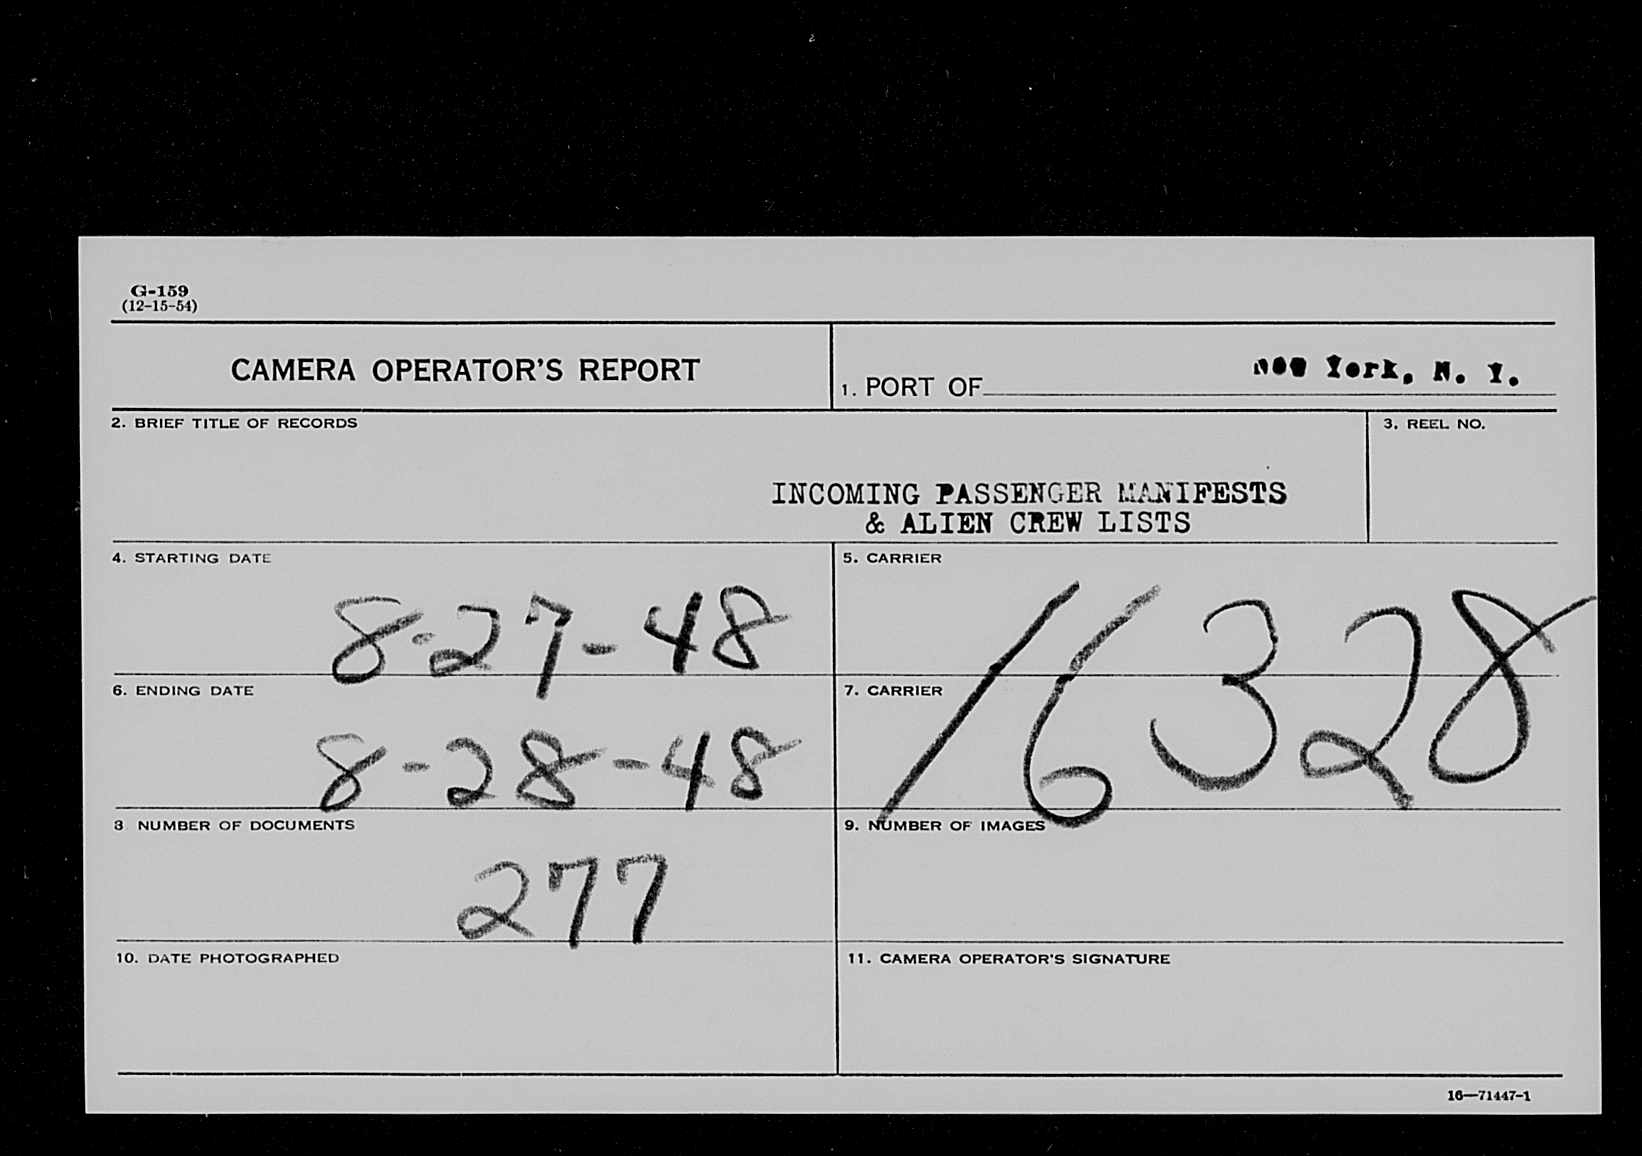 G-159
(12-15-54)
CAMERA OPERATOR'S REPORT
1. PORT OF New York, N. Y.
2. BRIEF TITLE OF RECORDS
3. REEL NO.
INCOMING PASSENGER MANIFESTS
& ALIEN CREW LISTS
4. STARTING DATE
8-27-48
5. CARRIER
16328
6. ENDING DATE
8-28-48
7. CARRIER
8 NUMBER OF DOCUMENTS
277
9. NUMBER OF IMAGES
10. DATE PHOTOGRAPHED
11. CAMERA OPERATOR'S SIGNATURE
16—71447-1